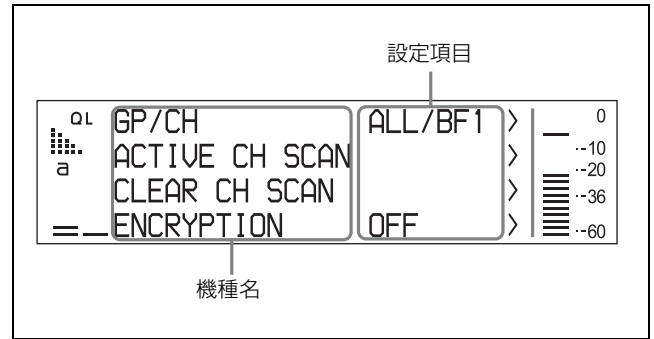 設定項目
QL GP/CH ALL/BF1 > 0
ACTIVE CH SCAN > -10
a -20
CLEAR CH SCAN > -36
ENCRYPTION OFF > -60
機種名